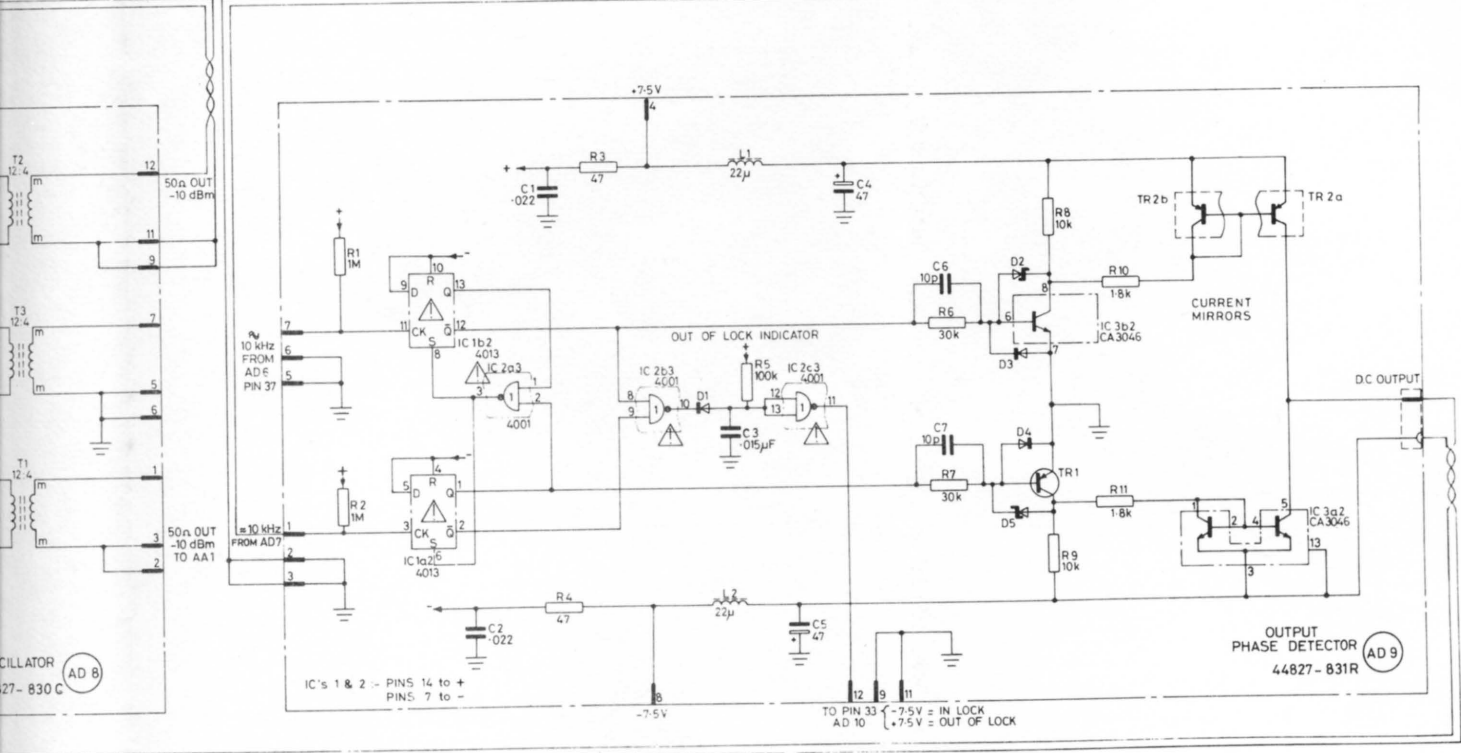 T2
12:4
m
m
12
50Ω OUT
-10 dBm
11
9
T3
12:4
m
m
7
5
6
T1
12:4
m
m
1
50Ω OUT
-10 dBm
TO AA1
3
2
CILLATOR
AD 8
27- 830 C
+7·5V
4
+
R3
47
C1
·022
L1
22μ
+
C4
47
+
R1
1M
7
10 kHz
FROM
AD6
PIN 37
6
5
10
R
9
D
Q
13
11
CK
Q̄
12
S
8
IC 1b2
4013
IC 2a3
3
1
1
2
4001
+
R2
1M
4
R
5
D
Q
1
3
CK
Q̄
2
S
6
IC1a2
4013
1
≡10 kHz
FROM AD7
2
3
OUT OF LOCK INDICATOR
IC 2b3
4001
8
9
1
10
D1
+
R5
100k
C3
·015μF
IC 2c3
4001
12
13
1
11
C6
10p
R6
30k
D2
8
6
7
D3
IC 3b2
CA3046
R8
10k
R10
1·8k
TR2b
TR2a
CURRENT
MIRRORS
C7
10p
R7
30k
D4
D5
TR1
R11
1·8k
R9
10k
1
2
4
5
IC 3a2
CA3046
13
3
D.C OUTPUT
-
C2
·022
R4
47
L2
22μ
C5
+
47
IC's 1 & 2 :- PINS 14 to +
PINS 7 to -
8
-7·5V
12
9
11
TO PIN 33
AD 10
-7·5V = IN LOCK
+7·5V = OUT OF LOCK
OUTPUT
PHASE DETECTOR
AD 9
44827-831R